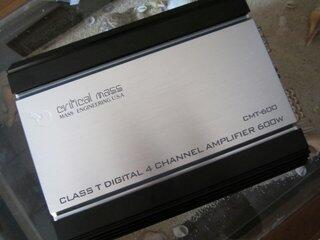 critical mass
MASS ENGINEERING U.S.A.
CMT-600
CLASS T DIGITAL 4 CHANNEL AMPLIFIER 600W